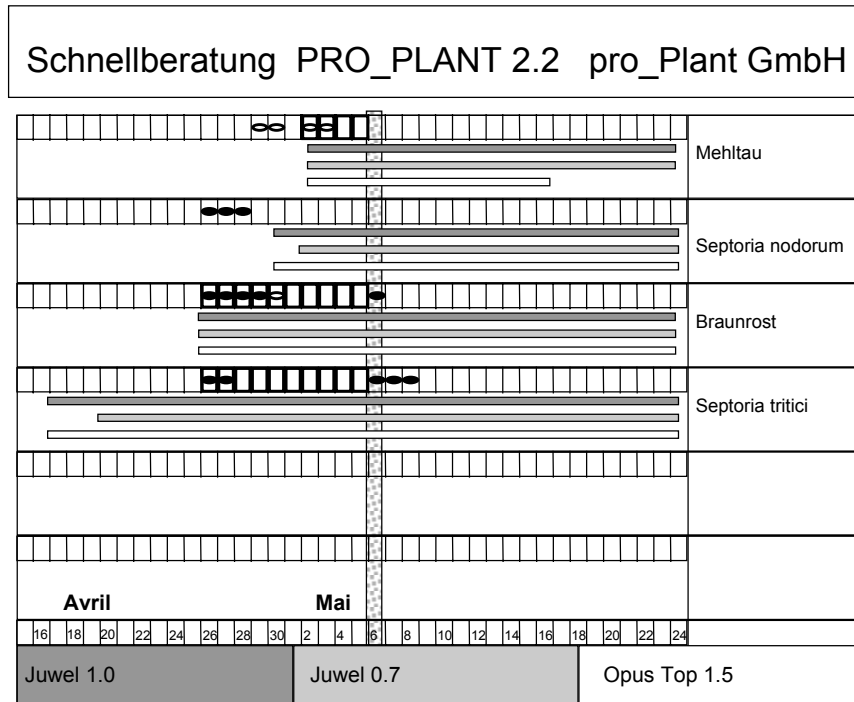 Schnellberatung PRO_PLANT 2.2 pro_Plant GmbH
Mehltau
Septoria nodorum
Braunrost
Septoria tritici
Avril Mai
16 18 20 22 24 26 28 30 2 4 6 8 10 12 14 16 18 20 22 24
Juwel 1.0 Juwel 0.7 Opus Top 1.5